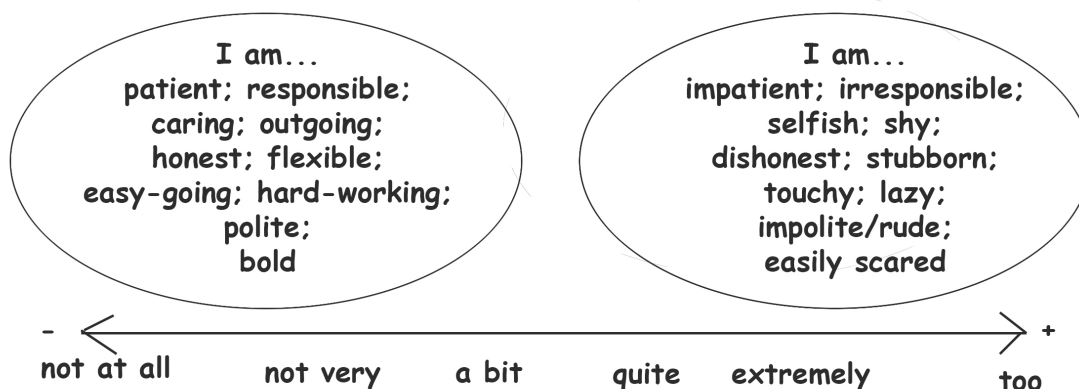 I am...
patient; responsible;
caring; outgoing;
honest; flexible;
easy-going; hard-working;
polite;
bold
I am...
impatient; irresponsible;
selfish; shy;
dishonest; stubborn;
touchy; lazy;
impolite/rude;
easily scared
- +
not at all not very a bit quite extremely too